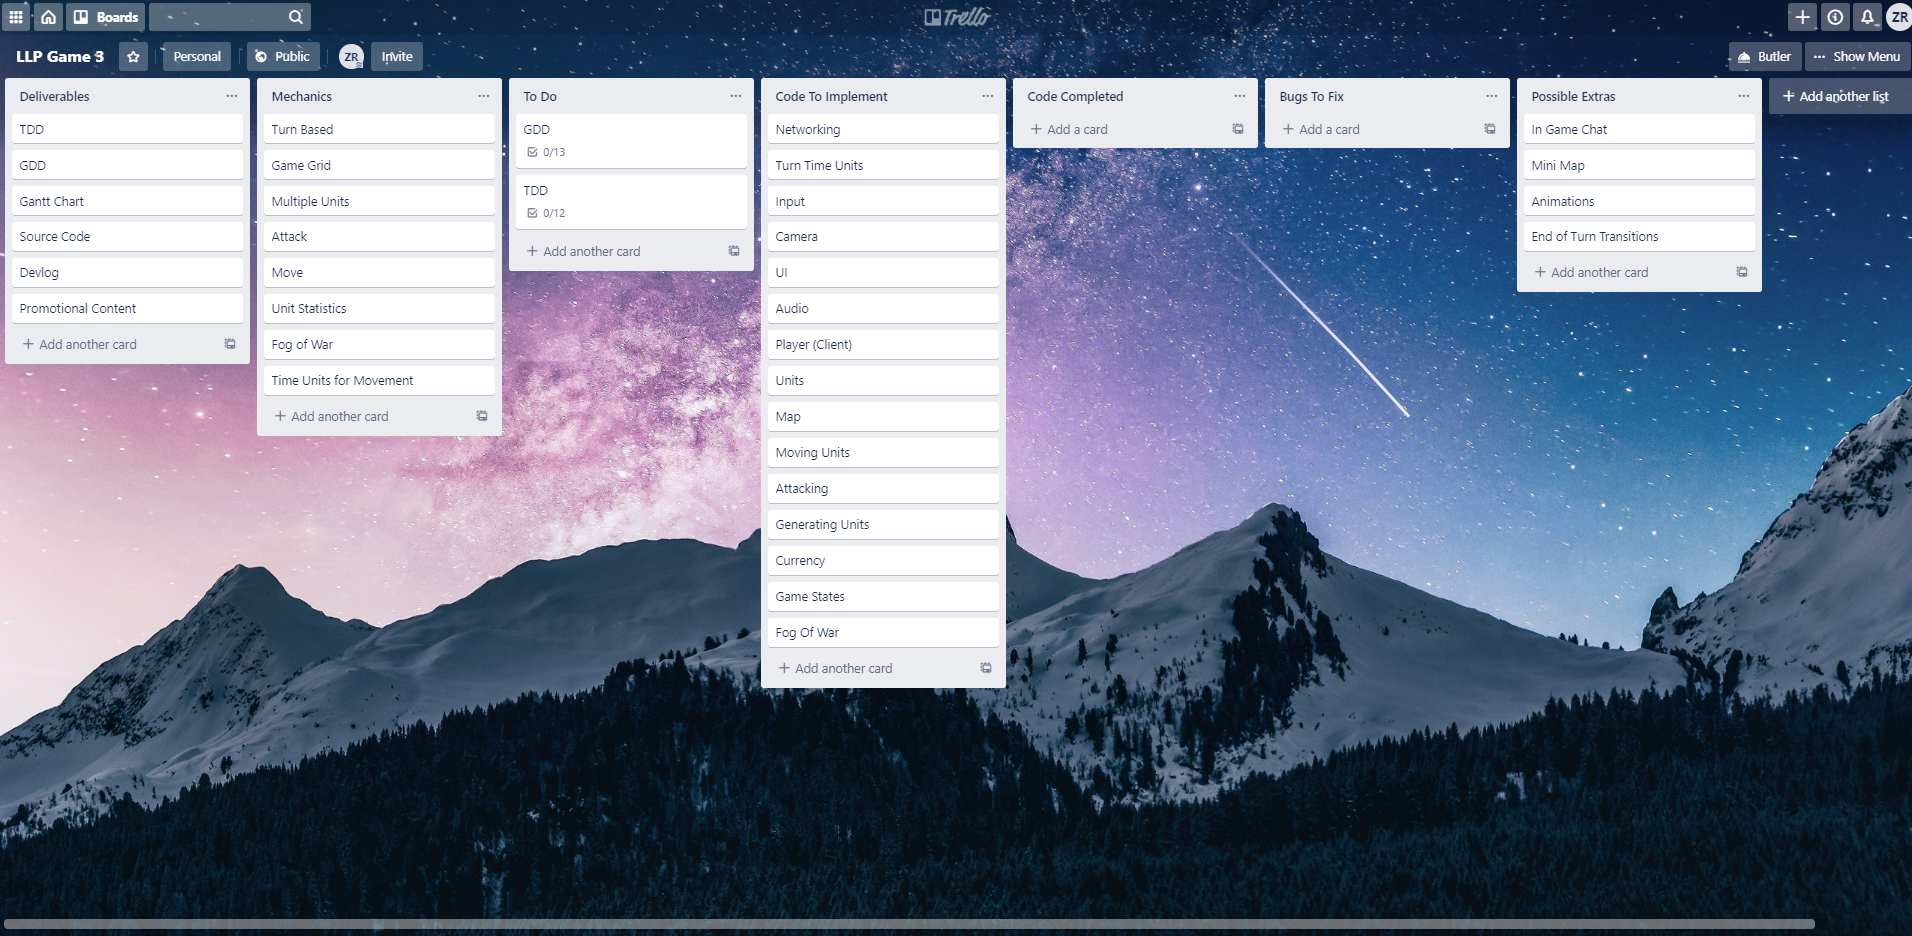 Boards
Trello
ZR
LLP Game 3
Personal
Public
ZR
Invite
Butler
Show Menu
Deliverables
TDD
GDD
Gantt Chart
Source Code
Devlog
Promotional Content
+ Add another card
Mechanics
Turn Based
Game Grid
Multiple Units
Attack
Move
Unit Statistics
Fog of War
Time Units for Movement
+ Add another card
To Do
GDD
0/13
TDD
0/12
+ Add another card
Code To Implement
Networking
Turn Time Units
Input
Camera
UI
Audio
Player (Client)
Units
Map
Moving Units
Attacking
Generating Units
Currency
Game States
Fog Of War
+ Add another card
Code Completed
+ Add a card
Bugs To Fix
+ Add a card
Possible Extras
In Game Chat
Mini Map
Animations
End of Turn Transitions
+ Add another card
+ Add another list